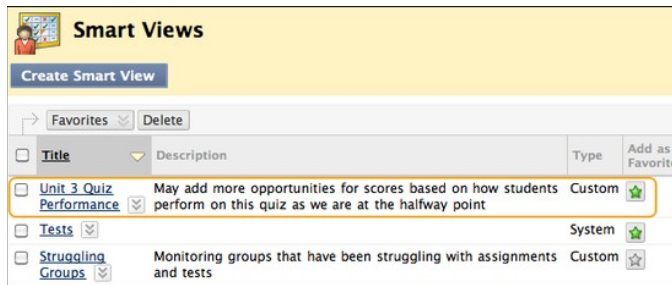 Smart Views
Create Smart View
Favorites Delete
Title Description Type Add as
Unit 3 Quiz May add more opportunities for scores based on how students Custom
Performance perform on this quiz as we are at the halfway point
Tests System
Struggling Monitoring groups that have been struggling with assignments Custom
Groups and tests